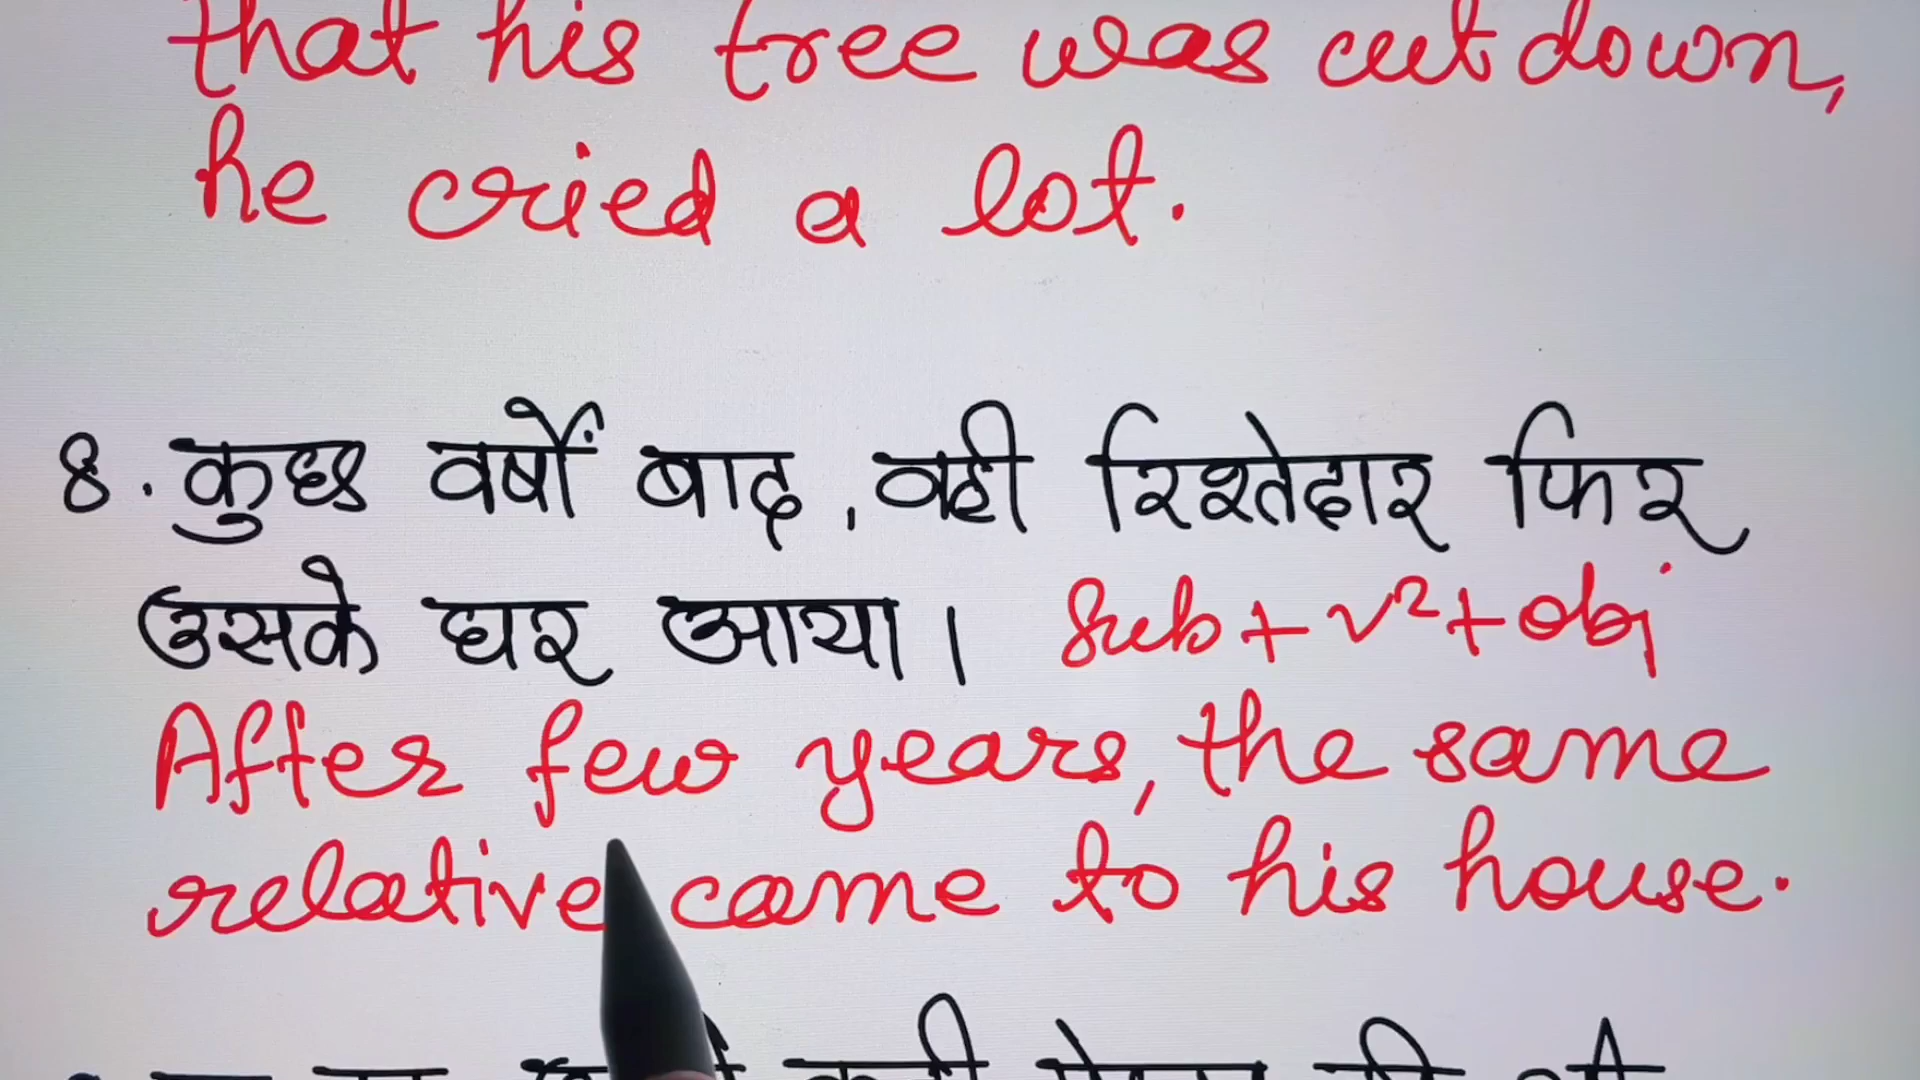 that his tree was cut down,
he cried a lot.
8. कुछ वर्षों बाद, वही रिश्तेदार फिर
उसके घर आया। Sub + v² + obj
After few years, the same
relative came to his house.